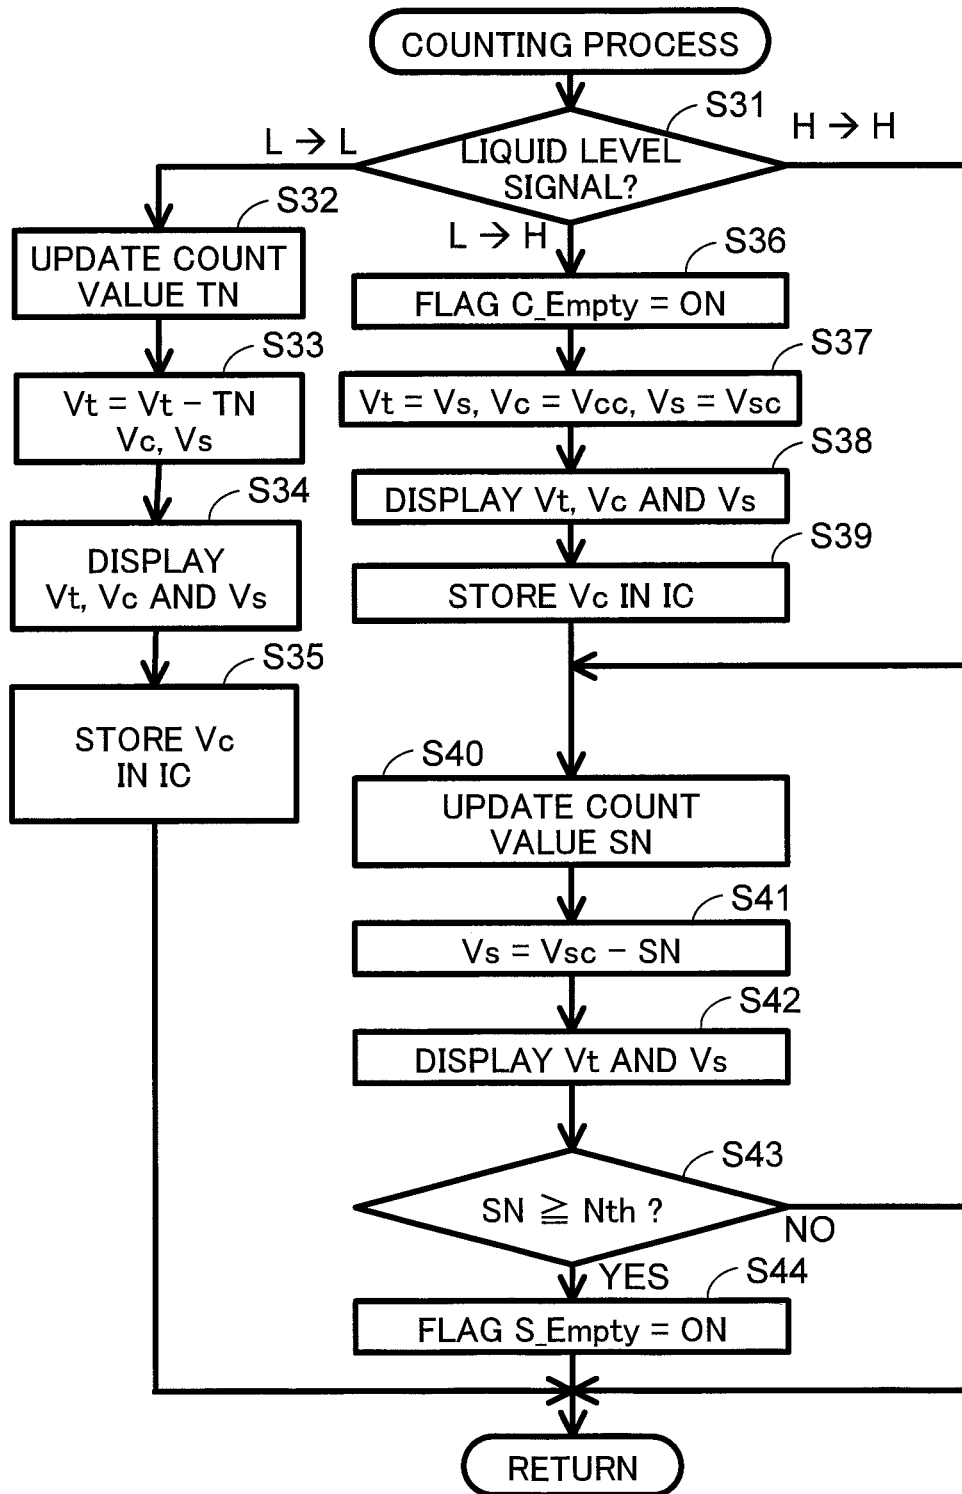 COUNTING PROCESS
S31
L → L
H → H
LIQUID LEVEL
SIGNAL?
L → H
S32
UPDATE COUNT
VALUE TN
S33
Vt = Vt − TN
Vc, Vs
S34
DISPLAY
Vt, Vc AND Vs
S35
STORE Vc
IN IC
S36
FLAG C_Empty = ON
S37
Vt = Vs, Vc = Vcc, Vs = Vsc
S38
DISPLAY Vt, Vc AND Vs
S39
STORE Vc IN IC
S40
UPDATE COUNT
VALUE SN
S41
Vs = Vsc − SN
S42
DISPLAY Vt AND Vs
S43
SN ≧ Nth ?
NO
YES
S44
FLAG S_Empty = ON
RETURN